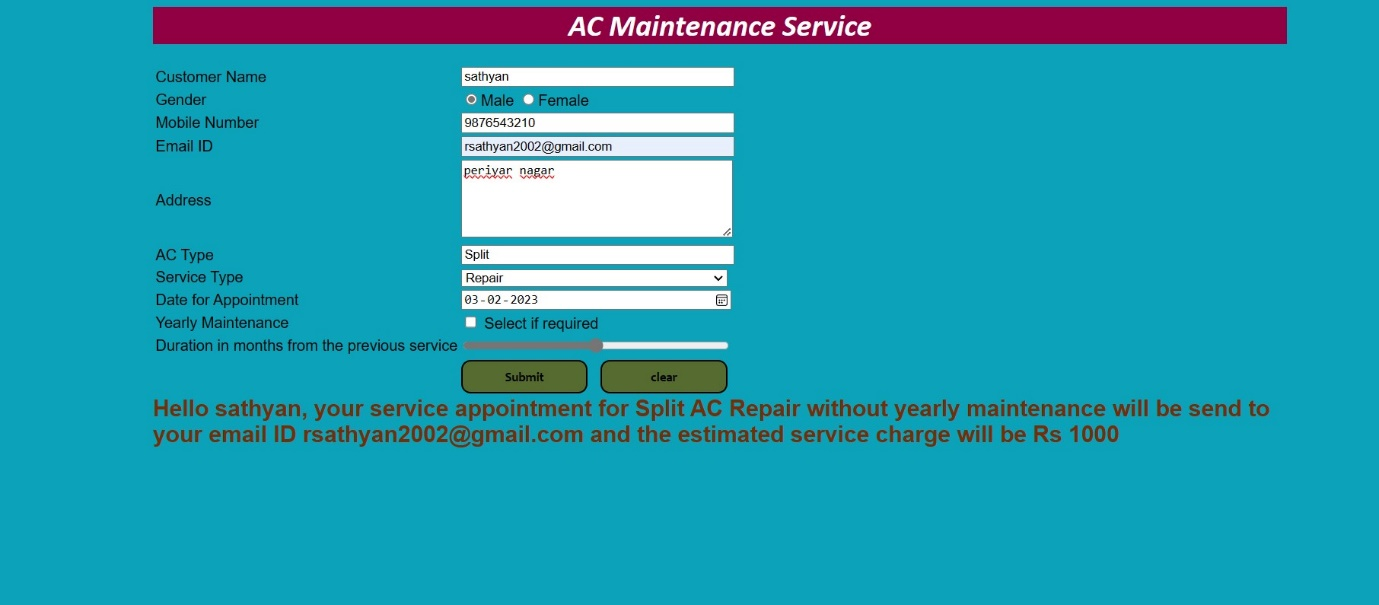 AC Maintenance Service
Customer Name sathyan
Gender Male Female
Mobile Number 9876543210
Email ID rsathyan2002@gmail.com
Address periyar nagar
AC Type Split
Service Type Repair
Date for Appointment 03-02-2023
Yearly Maintenance Select if required
Duration in months from the previous service
Submit clear
Hello sathyan, your service appointment for Split AC Repair without yearly maintenance will be send to
your email ID rsathyan2002@gmail.com and the estimated service charge will be Rs 1000